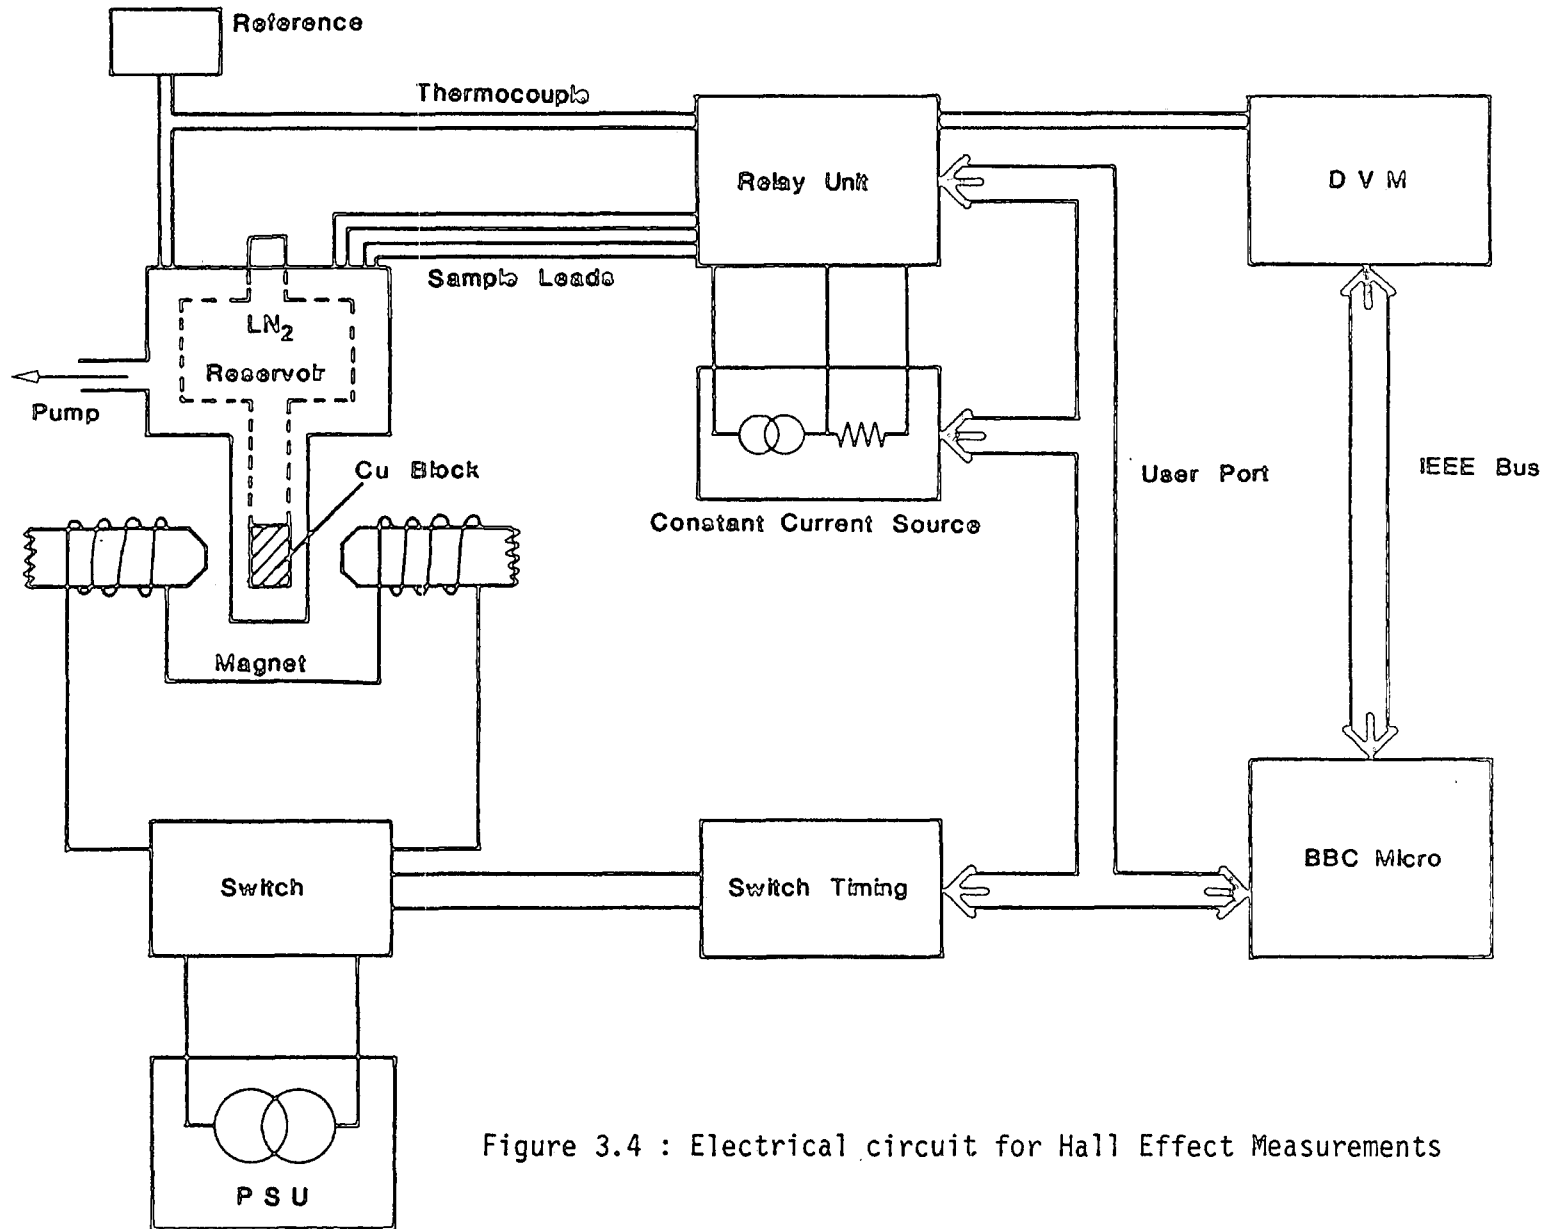 Reference
Thermocouple
Relay Unit
D V M
Sample Leads
LN2
Reservoir
Pump
Cu Block
User Port
IEEE Bus
Constant Current Source
Magnet
Switch
Switch Timing
BBC Micro
P S U
Figure 3.4 : Electrical circuit for Hall Effect Measurements